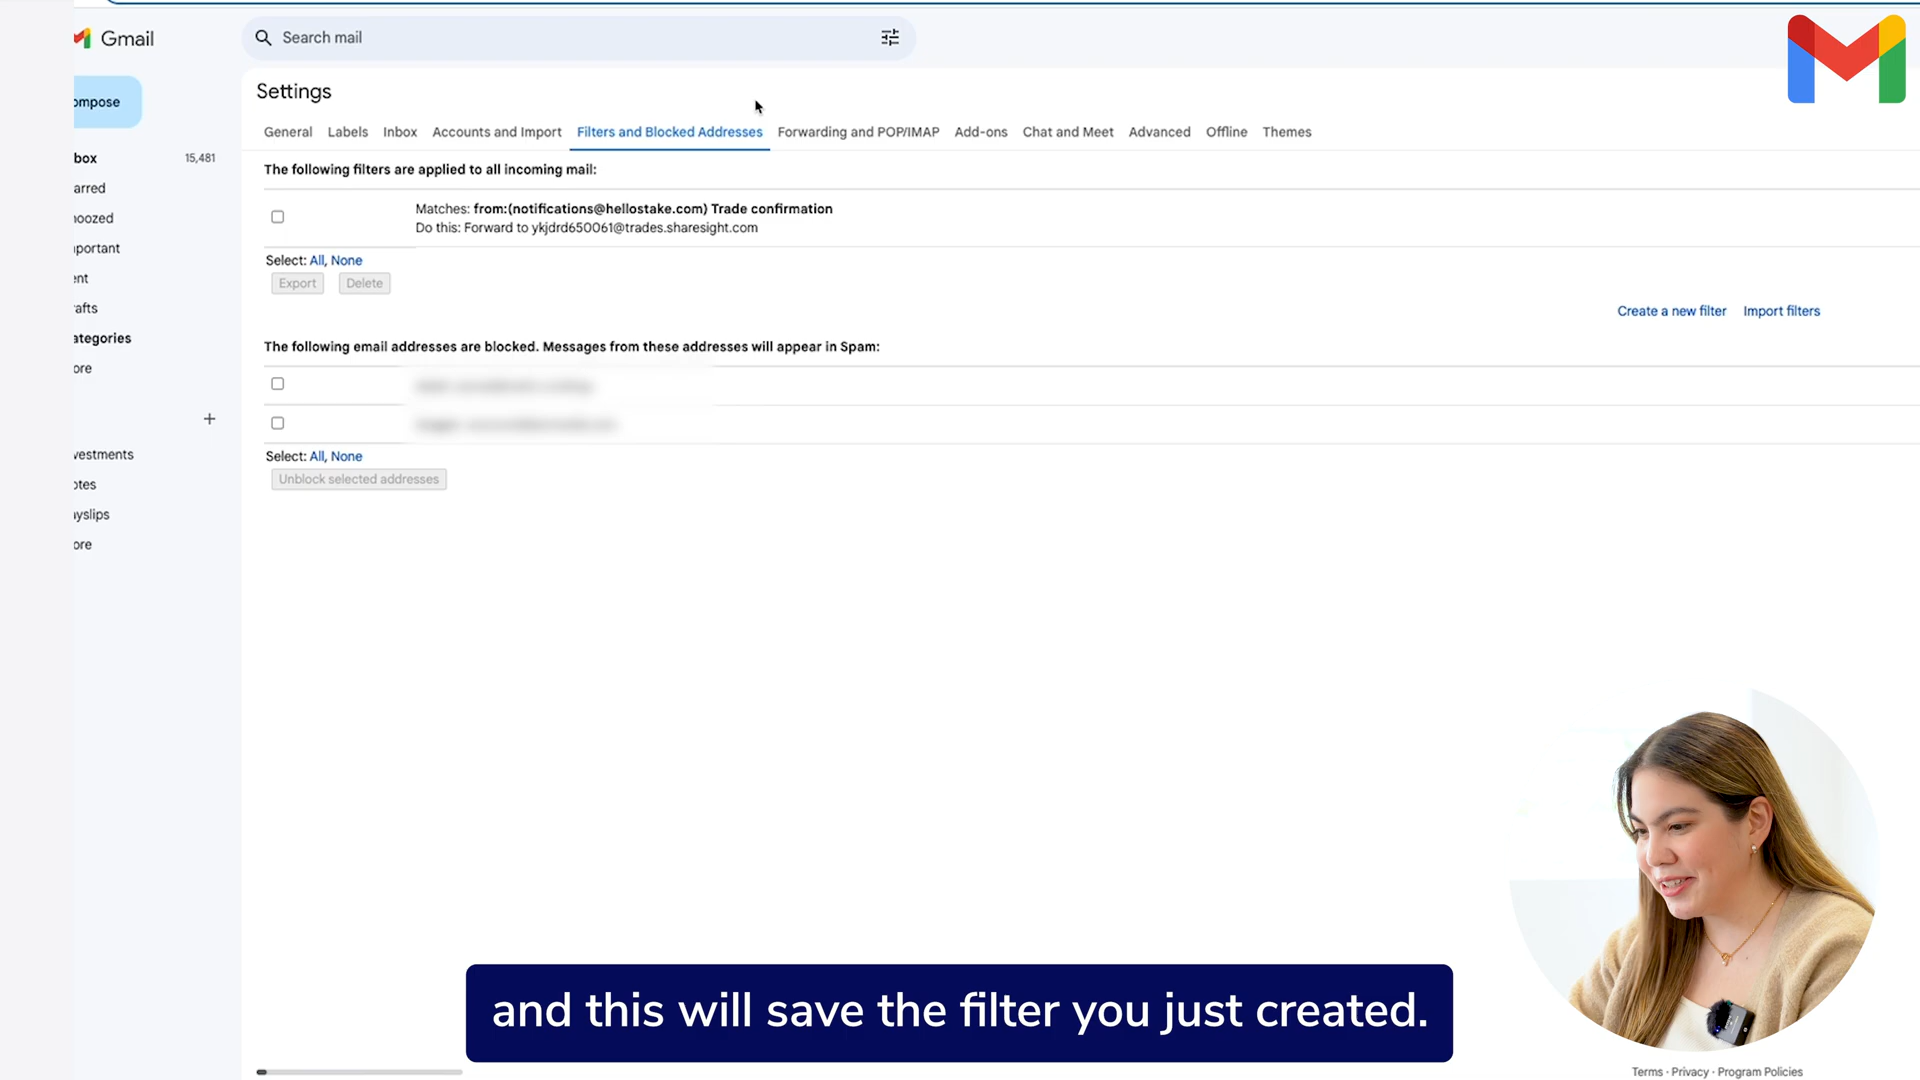 Gmail
Search mail
ompose
Settings
General Labels Inbox Accounts and Import Filters and Blocked Addresses Forwarding and POP/IMAP Add-ons Chat and Meet Advanced Offline Themes
box 15,481
arred
noozed
portant
ent
rafts
ategories
ore
vestments
otes
yslips
ore
The following filters are applied to all incoming mail:
Matches: from:(notifications@hellostake.com) Trade confirmation
Do this: Forward to ykjdrd650061@trades.sharesight.com
Select: All, None
Export Delete
Create a new filter Import filters
The following email addresses are blocked. Messages from these addresses will appear in Spam:
Select: All, None
Unblock selected addresses
and this will save the filter you just created.
Terms · Privacy · Program Policies